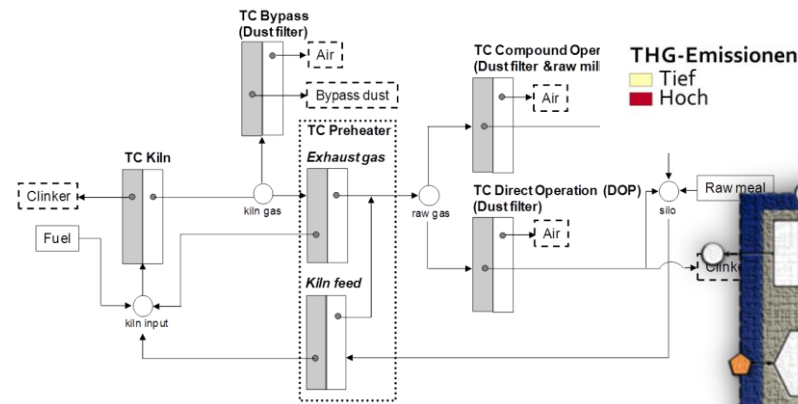 TC Bypass
(Dust filter)
Air
Bypass dust
TC Compound Oper
(Dust filter &raw mil
Air
THG-Emissionen
Tief
Hoch
TC Preheater
Exhaust gas
TC Kiln
Clinker
Fuel
kiln gas
raw gas
TC Direct Operation (DOP)
(Dust filter)
Air
silo
Raw meal
Clinke
Kiln feed
kiln input